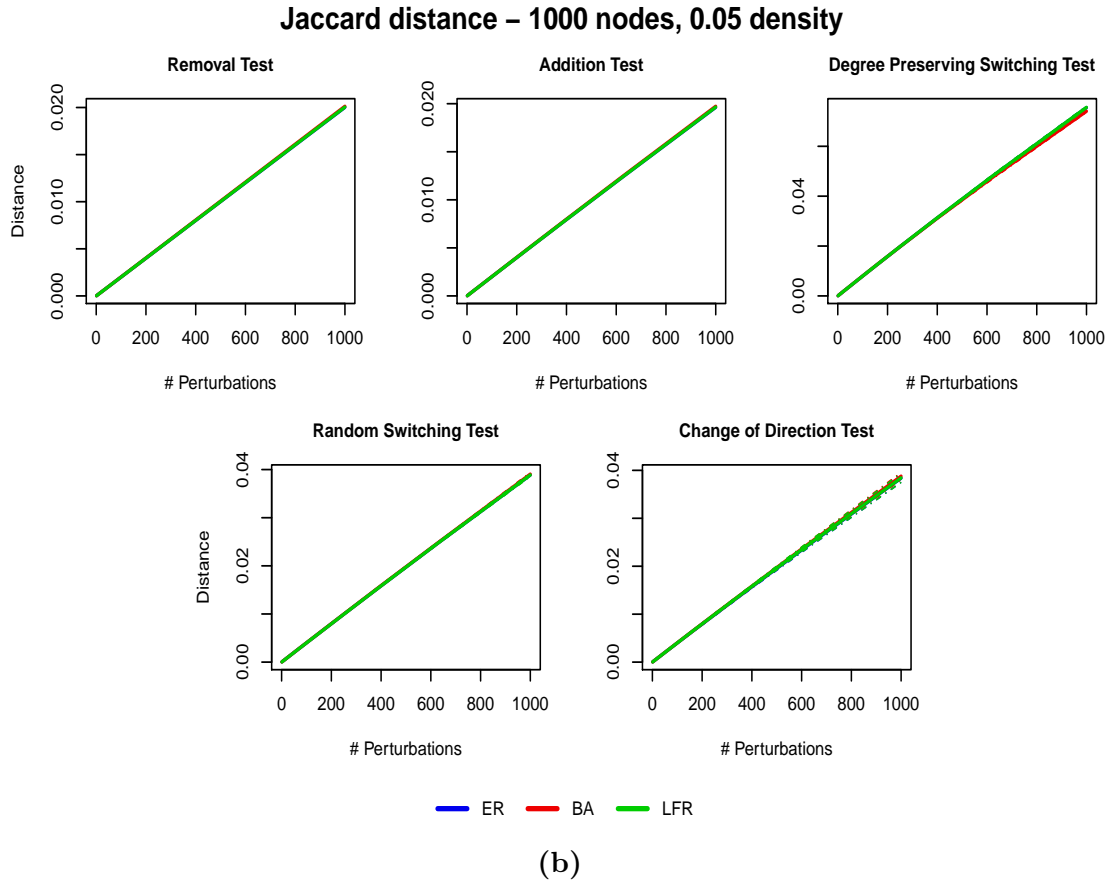 Jaccard distance – 1000 nodes, 0.05 density
Removal Test
Addition Test
Degree Preserving Switching Test
Distance
0.000
0.010
0.020
0
200
400
600
800
1000
# Perturbations
0.000
0.010
0.020
0
200
400
600
800
1000
# Perturbations
0.00
0.04
0
200
400
600
800
1000
# Perturbations
Random Switching Test
Change of Direction Test
Distance
0.00
0.02
0.04
0
200
400
600
800
1000
# Perturbations
0.00
0.02
0.04
0
200
400
600
800
1000
# Perturbations
ER
BA
LFR
(b)